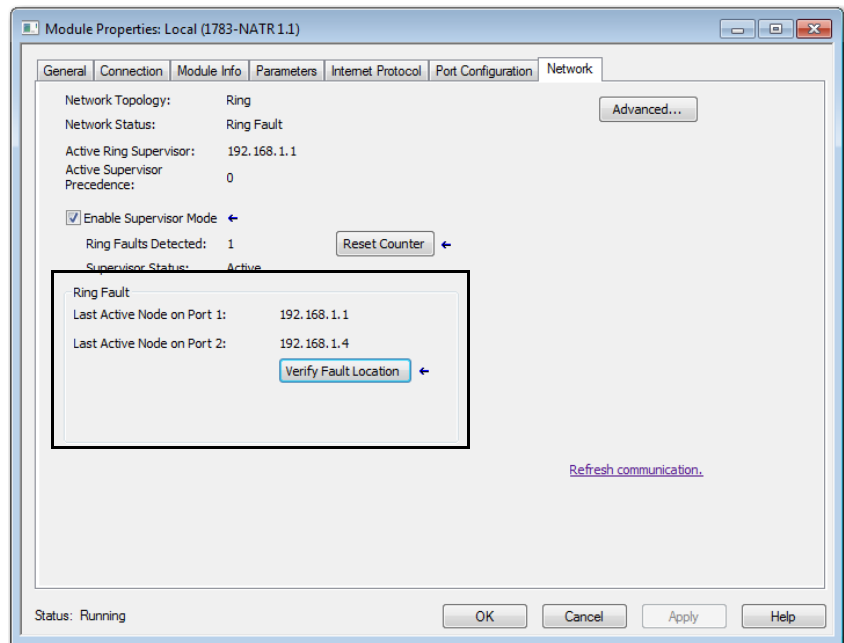 Module Properties: Local (1783-NATR 1.1)
General Connection Module Info Parameters Internet Protocol Port Configuration Network
Network Topology: Ring
Advanced...
Network Status: Ring Fault
Active Ring Supervisor: 192.168.1.1
Active Supervisor
Precedence: 0
Enable Supervisor Mode
Ring Faults Detected: 1 Reset Counter
Supervisor Status: Active
Ring Fault
Last Active Node on Port 1: 192.168.1.1
Last Active Node on Port 2: 192.168.1.4
Verify Fault Location
Refresh communication.
Status: Running OK Cancel Apply Help